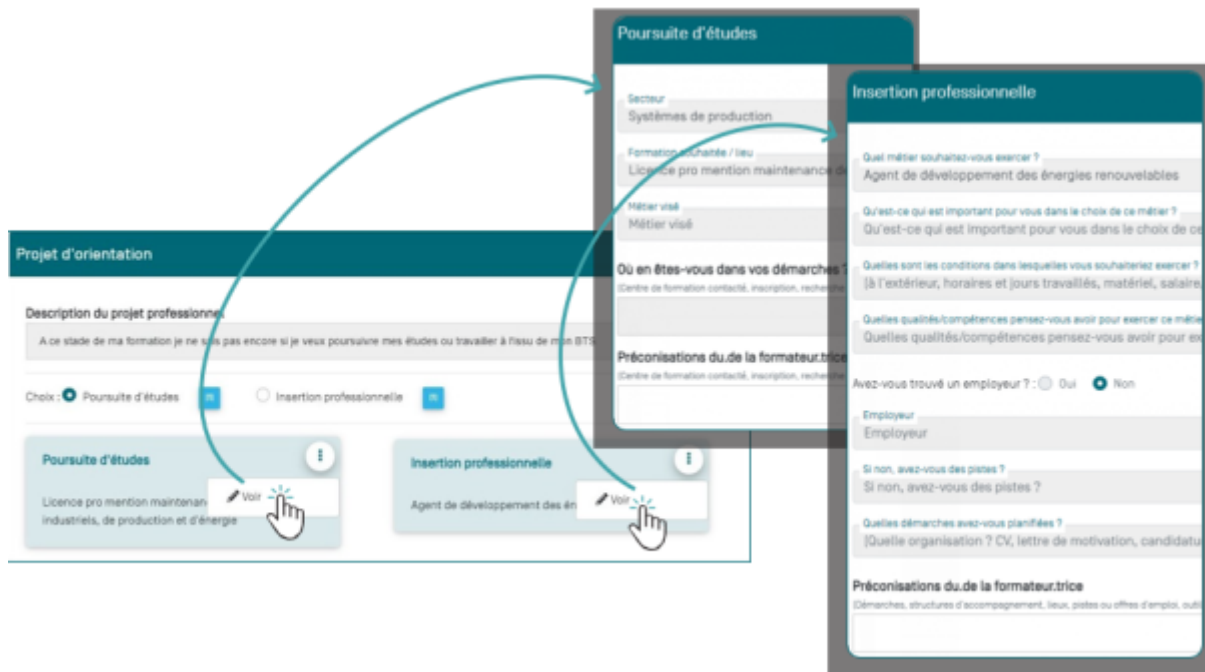 Poursuite d'études
Secteur
Systèmes de production
Formation souhaitée / lieu
Licence pro mention maintenance de
Métier visé
Métier visé
Où en êtes-vous dans vos démarches ?
(Centre de formation contacté, inscription, recherche
Préconisations du.de la formateur.trice
(Centre de formation contacté, inscription, recherche
Insertion professionnelle
Quel métier souhaitez-vous exercer ?
Agent de développement des énergies renouvelables
Qu'est-ce qui est important pour vous dans le choix de ce métier ?
Qu'est-ce qui est important pour vous dans le choix de ce
Quelles sont les conditions dans lesquelles vous souhaiteriez exercer ?
(à l'extérieur, horaires et jours travaillés, matériel, salaire,
Quelles qualités/compétences pensez-vous avoir pour exercer ce métie
Quelles qualités/compétences pensez-vous avoir pour ex
Avez-vous trouvé un employeur ? : Oui Non
Employeur
Employeur
Si non, avez-vous des pistes ?
Si non, avez-vous des pistes ?
Quelles démarches avez-vous planifiées ?
(Quelle organisation ? CV, lettre de motivation, candidatu
Préconisations du.de la formateur.trice
(Démarches, structures d'accompagnement, lieux, pistes ou offres d'emploi, outil
Projet d'orientation
Description du projet professionnel
A ce stade de ma formation je ne sais pas encore si je veux poursuivre mes études ou travailler à l'issu de mon BTS
Choix : Poursuite d'études Insertion professionnelle
Poursuite d'études
Voir
Licence pro mention maintenan
industriels, de production et d'énergie
Insertion professionnelle
Voir
Agent de développement des én